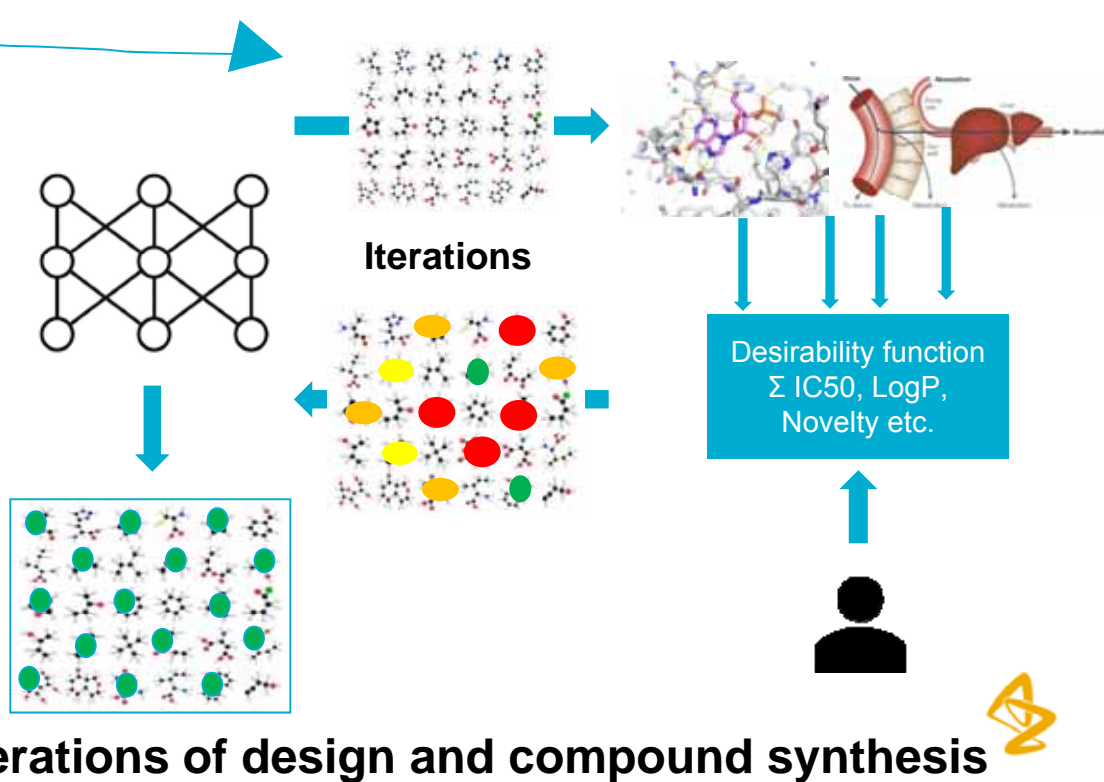 Iterations
Desirability function
Σ IC50, LogP,
Novelty etc.
erations of design and compound synthesis